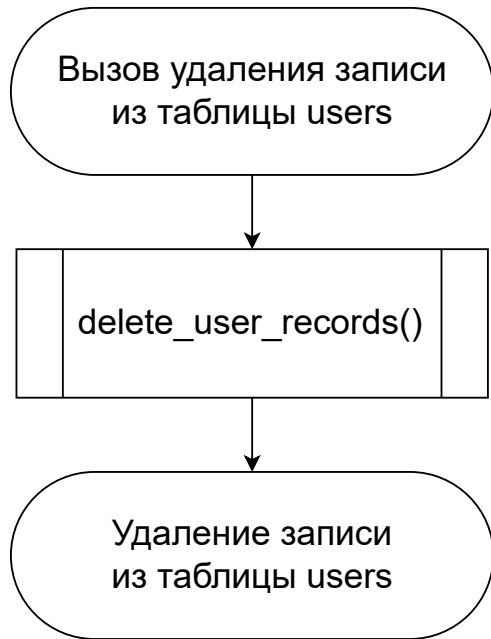 Вызов удаления записи
из таблицы users
delete_user_records()
Удаление записи
из таблицы users